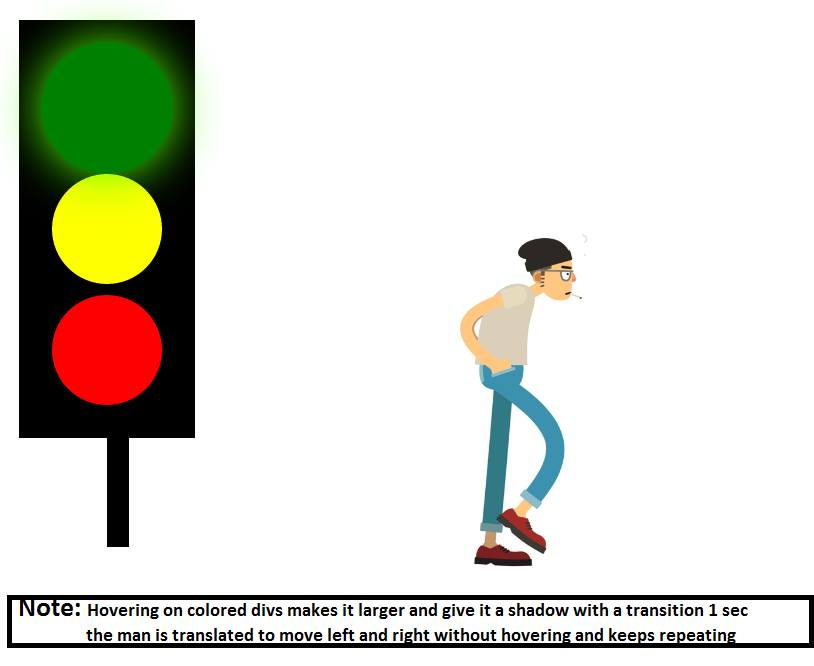 Note: Hovering on colored divs makes it larger and give it a shadow with a transition 1 sec
the man is translated to move left and right without hovering and keeps repeating